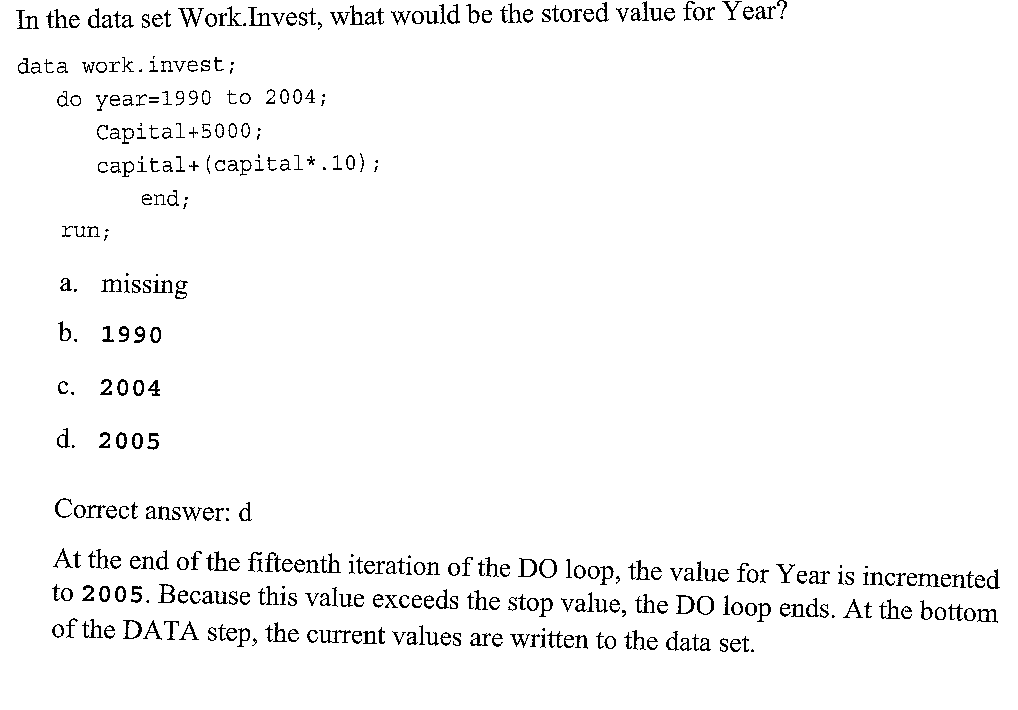 In the data set Work.Invest, what would be the stored value for Year?
data work.invest;
do year=1990 to 2004;
Capital+5000;
capital+(capital*.10);
end;
run;
a. missing
b. 1990
c. 2004
d. 2005
Correct answer: d
At the end of the fifteenth iteration of the DO loop, the value for Year is incremented
to 2005. Because this value exceeds the stop value, the DO loop ends. At the bottom
of the DATA step, the current values are written to the data set.